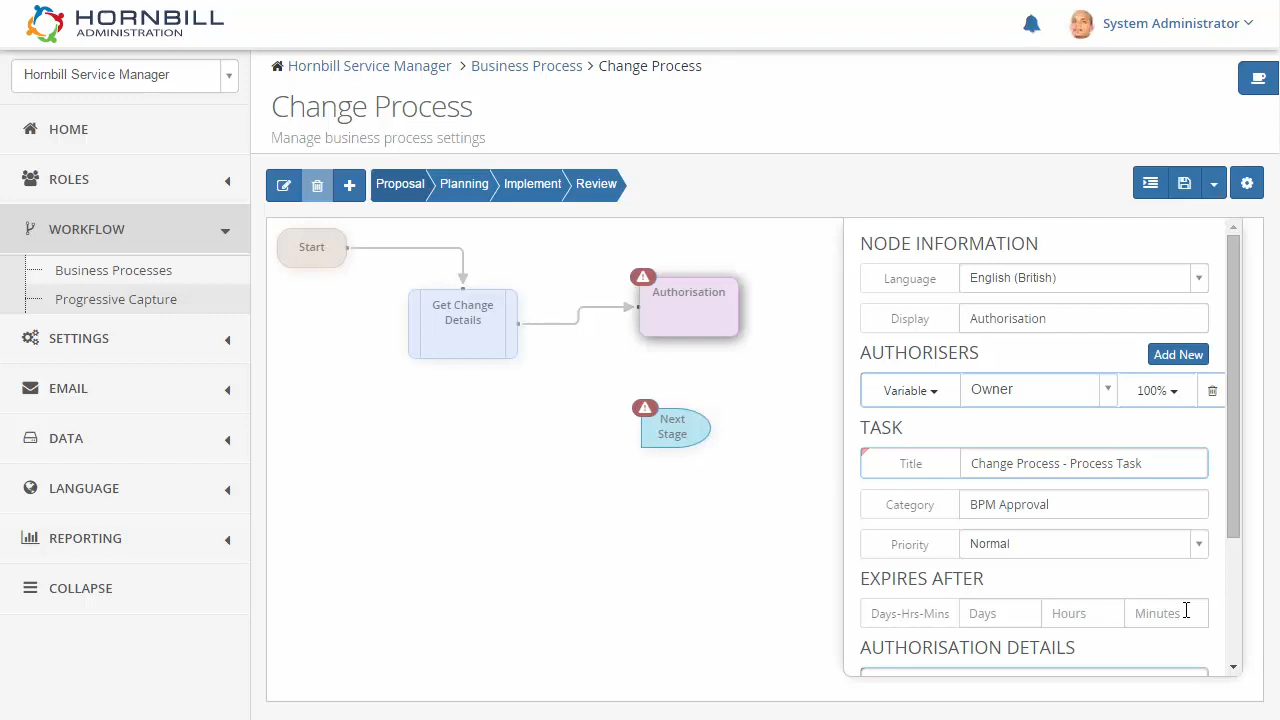 HORNBILL
ADMINISTRATION
System Administrator
Hornbill Service Manager
Hornbill Service Manager > Business Process > Change Process
Change Process
Manage business process settings
HOME
ROLES
WORKFLOW
Business Processes
Progressive Capture
SETTINGS
EMAIL
DATA
LANGUAGE
REPORTING
COLLAPSE
Proposal Planning Implement Review
Start
Get Change
Details
Authorisation
Next
Stage
NODE INFORMATION
Language English (British)
Display Authorisation
AUTHORISERS Add New
Variable Owner 100%
TASK
Title Change Process - Process Task
Category BPM Approval
Priority Normal
EXPIRES AFTER
Days-Hrs-Mins Days Hours Minutes
AUTHORISATION DETAILS